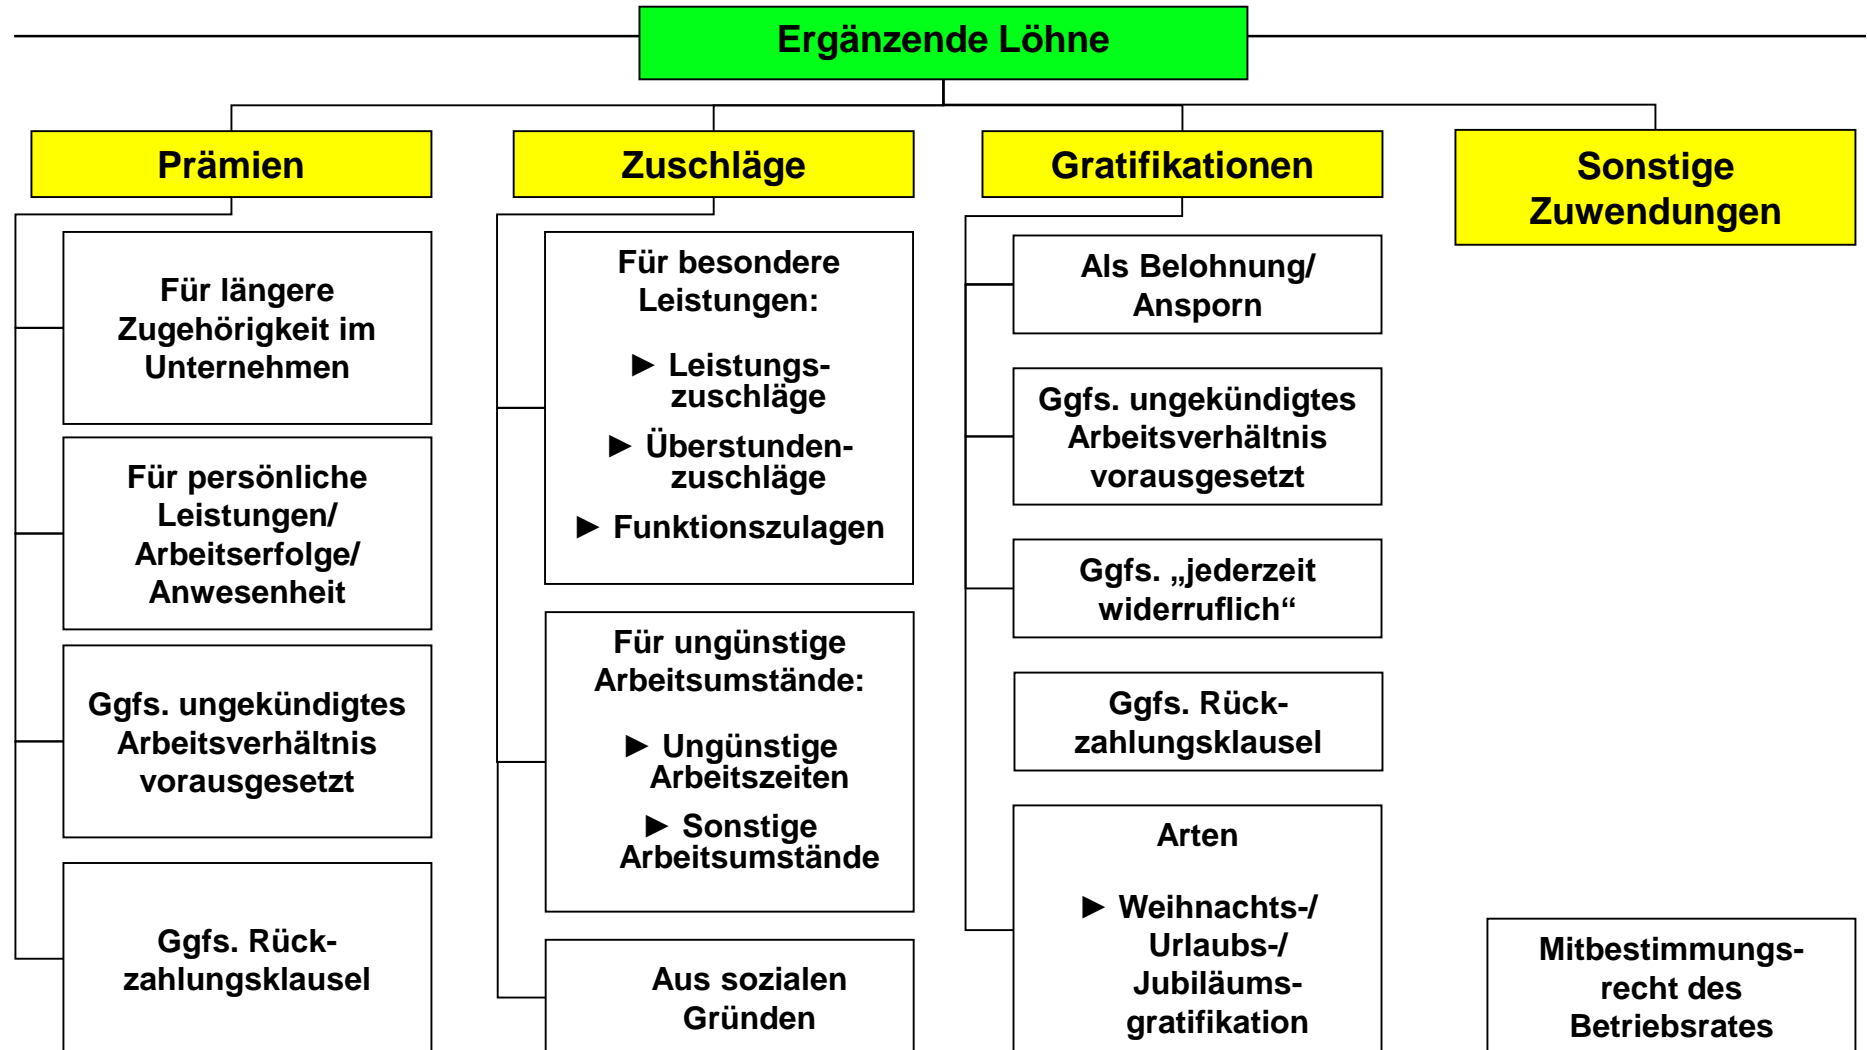 Ergänzende Löhne
Prämien
Für längere
Zugehörigkeit im
Unternehmen
Für persönliche
Leistungen/
Arbeitserfolge/
Anwesenheit
Ggfs. ungekündigtes
Arbeitsverhältnis
vorausgesetzt
Ggfs. Rück-
zahlungsklausel
Zuschläge
Für besondere
Leistungen:
► Leistungs-
zuschläge
► Überstunden-
zuschläge
► Funktionszulagen
Für ungünstige
Arbeitsumstände:
► Ungünstige
Arbeitszeiten
► Sonstige
Arbeitsumstände
Aus sozialen
Gründen
Gratifikationen
Als Belohnung/
Ansporn
Ggfs. ungekündigtes
Arbeitsverhältnis
vorausgesetzt
Ggfs. „jederzeit
widerruflich“
Ggfs. Rück-
zahlungsklausel
Arten
► Weihnachts-/
Urlaubs-/
Jubiläums-
gratifikation
Sonstige
Zuwendungen
Mitbestimmungs-
recht des
Betriebsrates